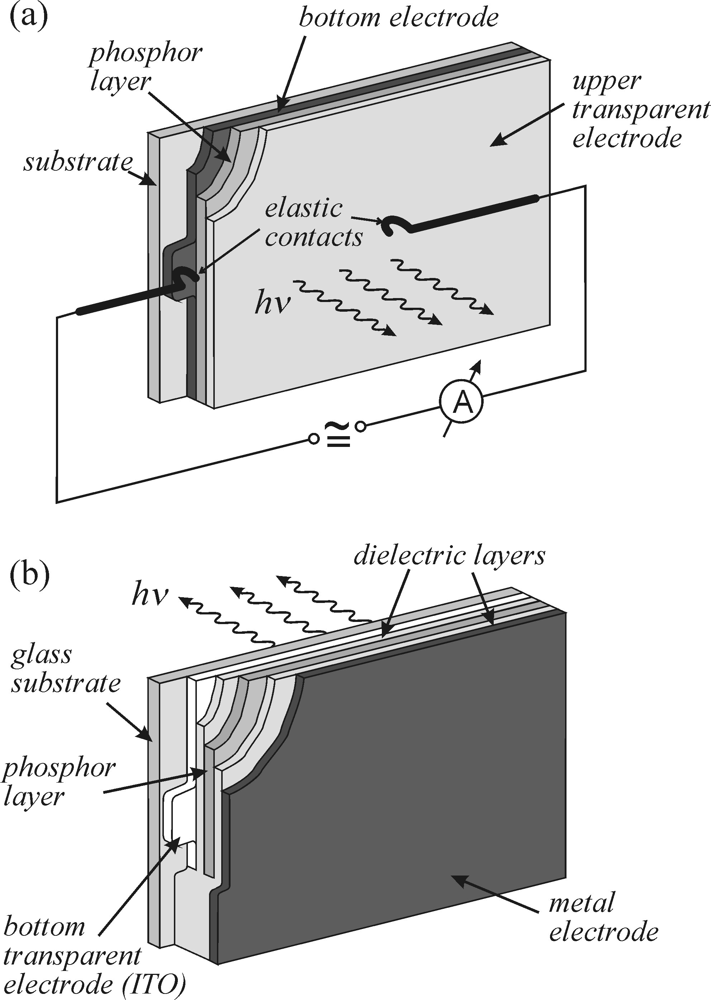 (a)
bottom electrode
phosphor
layer
upper
transparent
electrode
substrate
elastic
contacts
hν
A
≅
(b)
dielectric layers
hν
glass
substrate
phosphor
layer
metal
electrode
bottom
transparent
electrode (ITO)